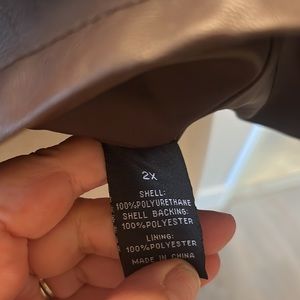 2X
SHELL:
100%POLYURETHANE
SHELL BACKING:
100%POLYESTER
LINING:
100%POLYESTER
MADE IN CHINA